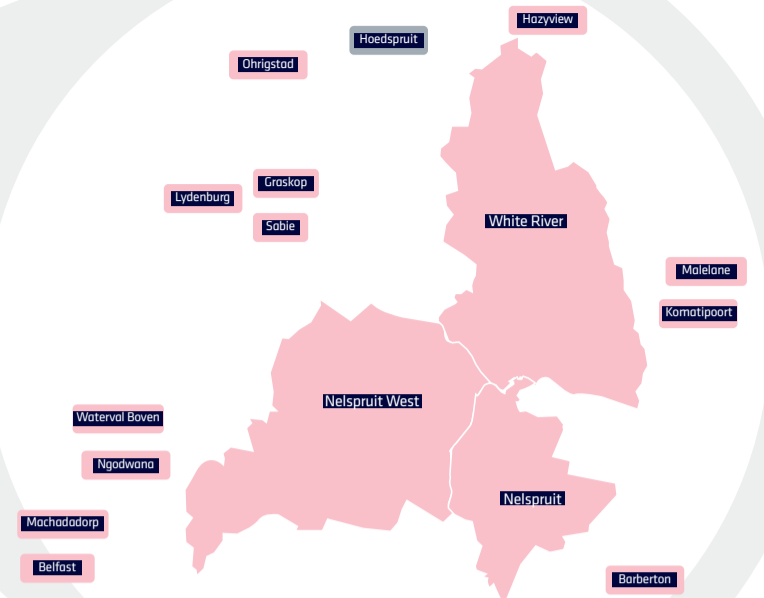 Hazyview
Hoedspruit
Ohrigstad
Graskop
Lydenburg
Sabie
White River
Malelane
Komatipoort
Nelspruit West
Waterval Boven
Ngodwana
Nelspruit
Machadadorp
Belfast
Barberton